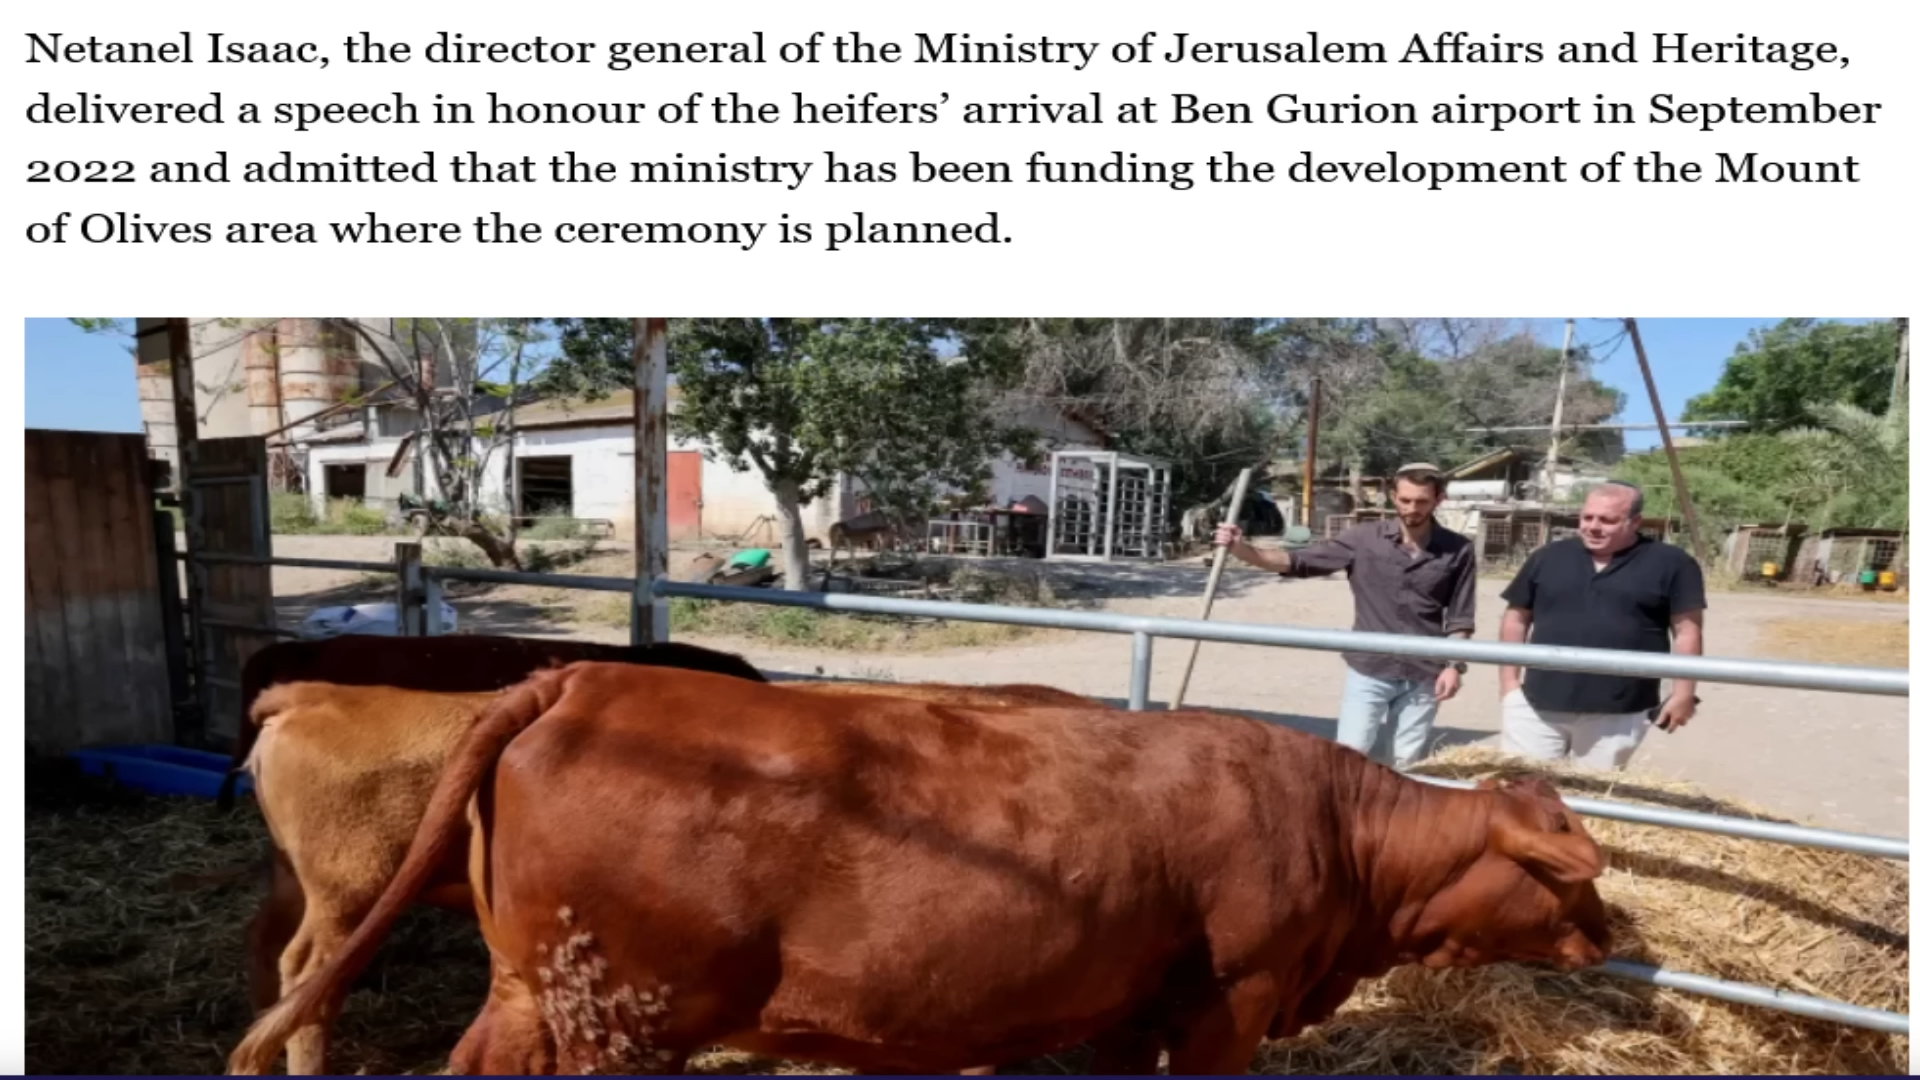 Netanel Isaac, the director general of the Ministry of Jerusalem Affairs and Heritage,
delivered a speech in honour of the heifers’ arrival at Ben Gurion airport in September
2022 and admitted that the ministry has been funding the development of the Mount
of Olives area where the ceremony is planned.